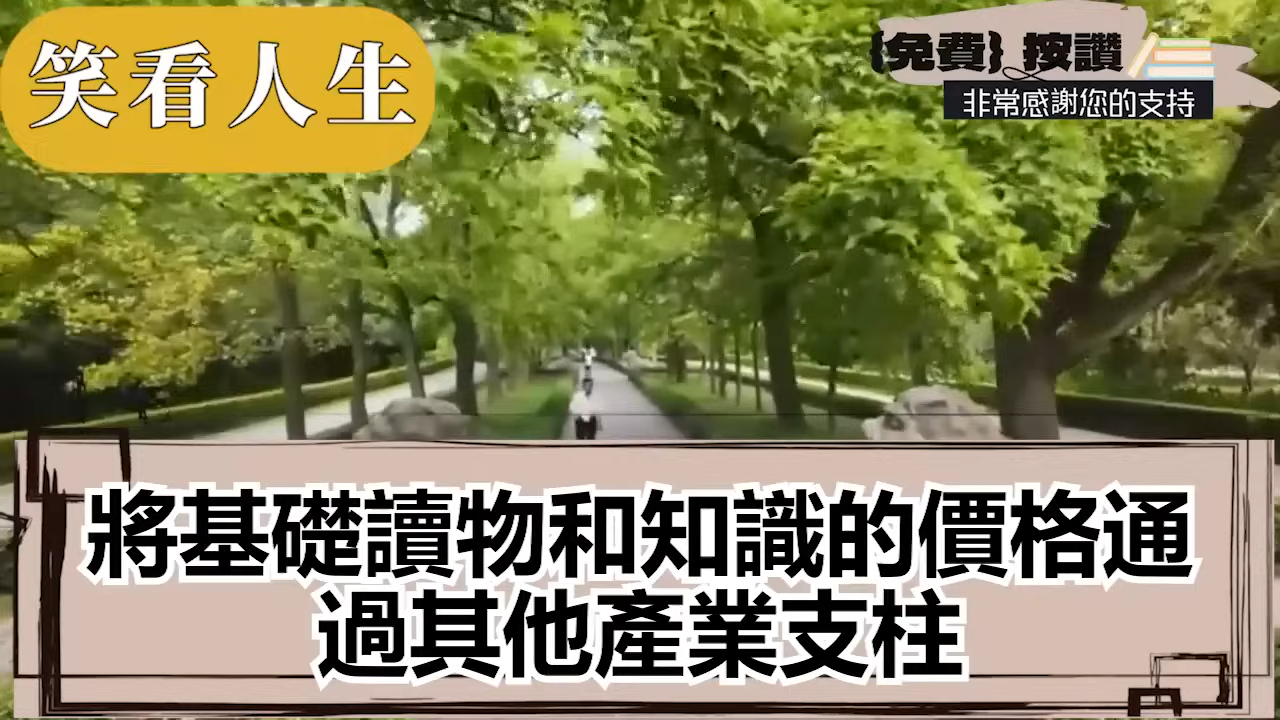 笑看人生
{免費} 按讚
非常感謝您的支持
將基礎讀物和知識的價格通
過其他產業支柱